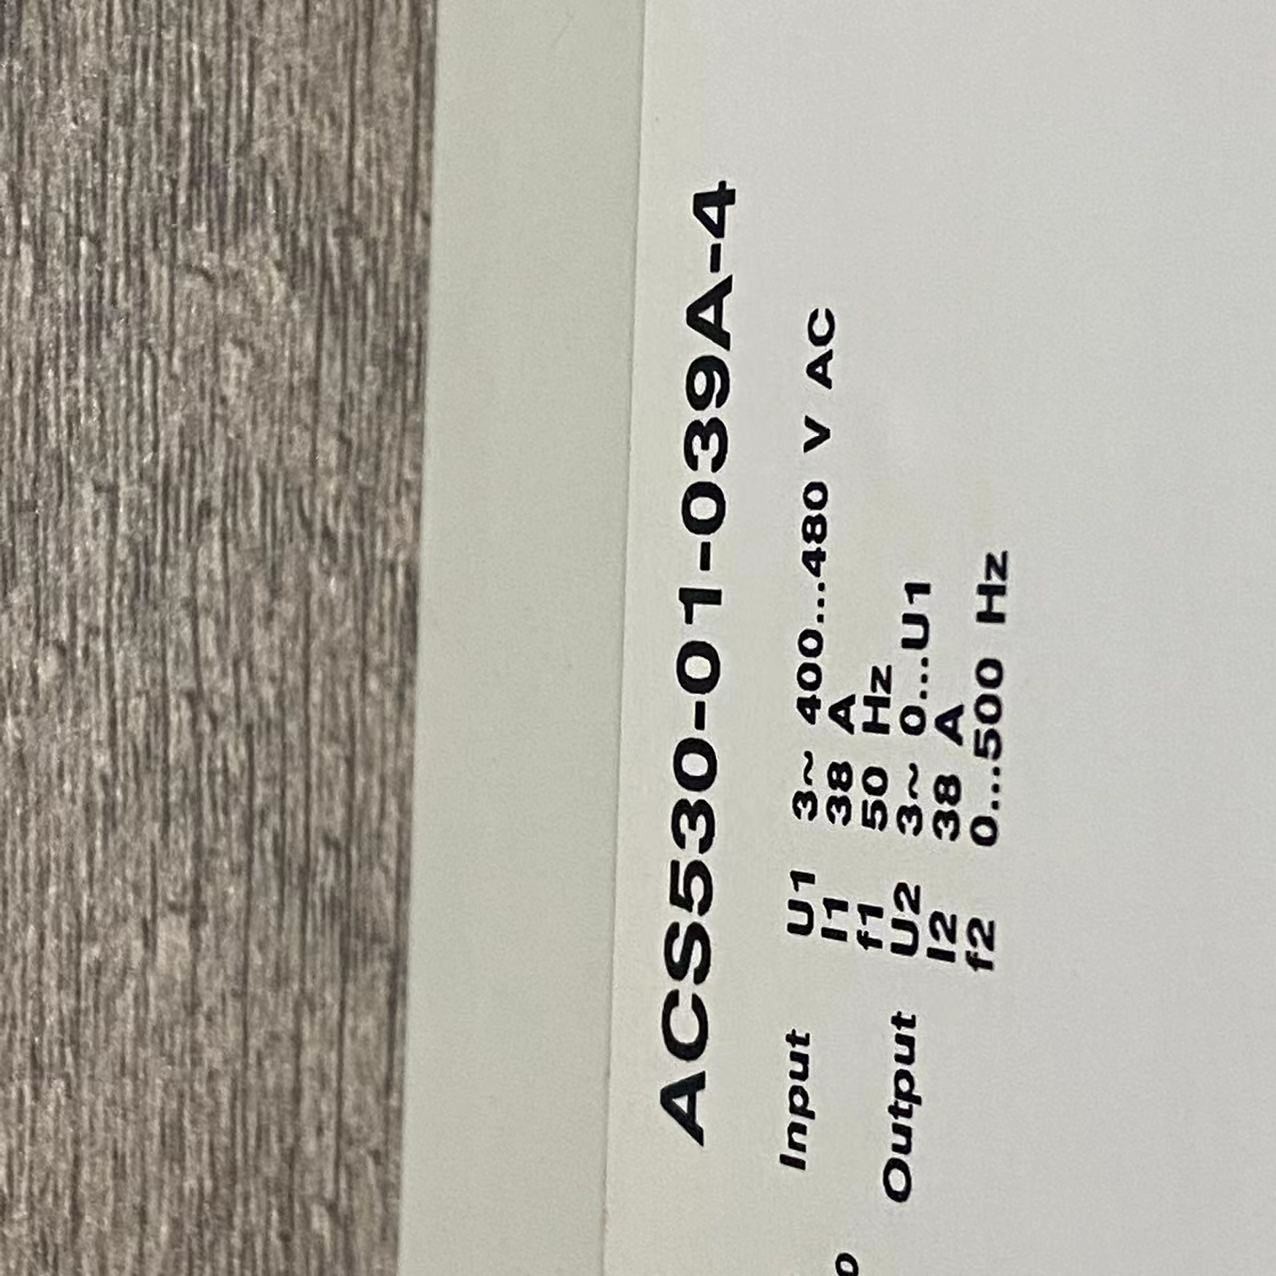 ACS530-01-039A-4
Input U1 3~ 400...480 V AC
I1 38 A
f1 50 Hz
Output U2 3~ 0...U1
I2 38 A
f2 0...500 Hz